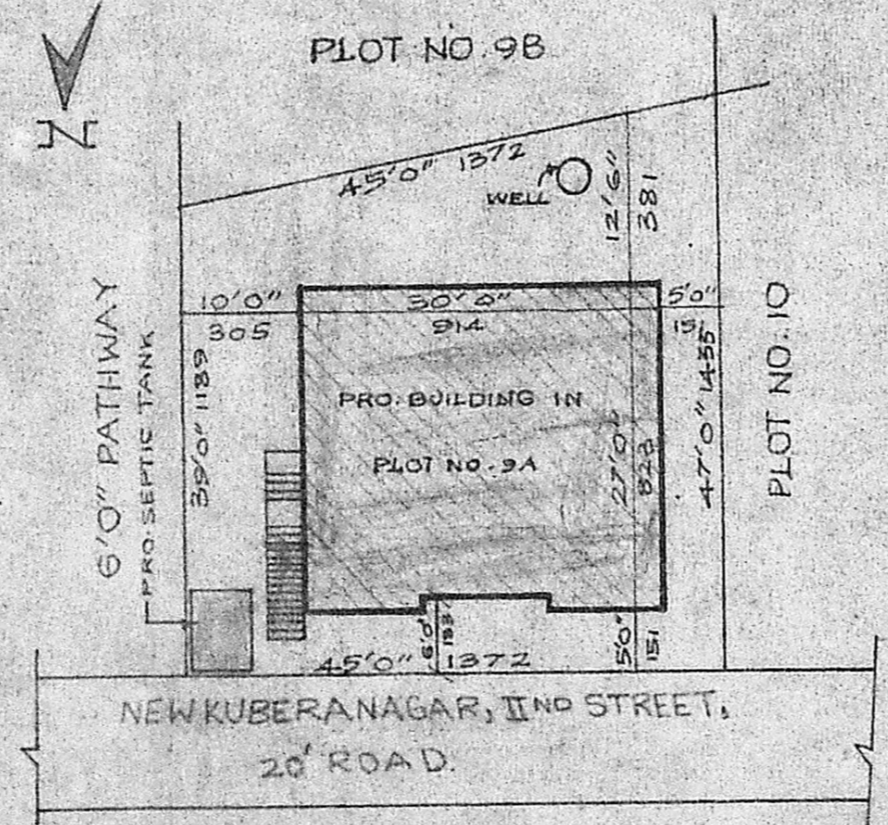 PLOT NO. 9B
N
45'0" 1372
WELL
12'6"
381
10'0"
305
30'0"
914
5'0"
151
6'0" PATHWAY
PRO. SEPTIC TANK
39'0" 1189
PRO. BUILDING IN
PLOT NO. 9A
27'0"
823
47'0" 1435
PLOT NO. 10
45'0" 1372
6'0"
183
5'0"
151
NEW KUBERANAGAR, IIND STREET,
20' ROAD.